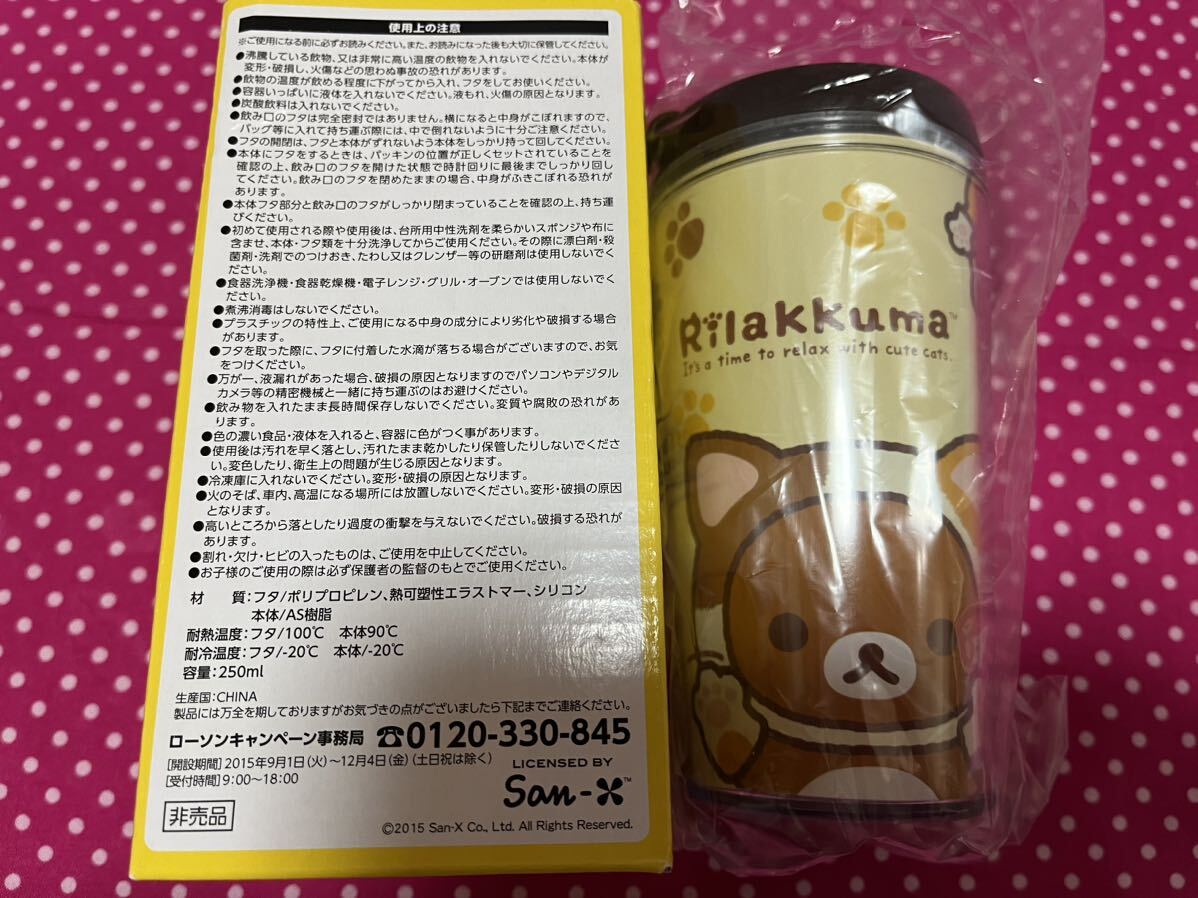 使用上の注意
※ご使用になる前に必ずお読みください。また、お読みになった後も大切に保管してください。
●沸騰している飲物、又は非常に高い温度の飲物を入れないでください。本体が
変形・破損し、火傷などの思わぬ事故の恐れがあります。
●飲物の温度が飲める程度に下がってから入れ、フタをしてお使いください。
●容器いっぱいに液体を入れないでください。液もれ、火傷の原因となります。
●炭酸飲料は入れないでください。
●飲み口のフタは完全密封ではありません。横になると中身がこぼれますので、
バッグ等に入れて持ち運ぶ際には、中で倒れないように十分ご注意ください。
●フタの開閉は、フタと本体がずれないよう本体をしっかり持って回してください。
●本体にフタをするときは、パッキンの位置が正しくセットされていることを
確認の上、飲み口のフタを開けた状態で時計回りに最後までしっかり回し
てください。飲み口のフタを閉めたままの場合、中身がふきこぼれる恐れが
あります。
●本体フタ部分と飲み口のフタがしっかり閉まっていることを確認の上、持ち運
びください。
●初めて使用される際や使用後は、台所用中性洗剤を柔らかいスポンジや布に
含ませ、本体・フタ類を十分洗浄してからご使用ください。その際に漂白剤・殺
菌剤・洗剤でのつけおき、たわし又はクレンザー等の研磨剤は使用しないでく
ださい。
●食器洗浄機・食器乾燥機・電子レンジ・グリル・オーブンでは使用しないでく
ださい。
●煮沸消毒はしないでください。
●プラスチックの特性上、ご使用になる中身の成分により劣化や破損する場合
があります。
●フタを取った際に、フタに付着した水滴が落ちる場合がございますので、お気
をつけください。
●万が一、液漏れがあった場合、破損の原因となりますのでパソコンやデジタル
カメラ等の精密機械と一緒に持ち運ぶのはお避けください。
●飲み物を入れたまま長時間保存しないでください。変質や腐敗の恐れがあ
ります。
●色の濃い食品・液体を入れると、容器に色がつく事があります。
●使用後は汚れを早く落とし、汚れたまま乾かしたり保管したりしないでくださ
い。変色したり、衛生上の問題が生じる原因となります。
●冷凍庫に入れないでください。変形・破損の原因となります。
●火のそば、車内、高温になる場所には放置しないでください。変形・破損の原因
となります。
●高いところから落としたり過度の衝撃を与えないでください。破損する恐れが
あります。
●割れ・欠け・ヒビの入ったものは、ご使用を中止してください。
●お子様のご使用の際は必ず保護者の監督のもとでご使用ください。
材 質:フタ/ポリプロピレン、熱可塑性エラストマー、シリコン
本体/AS樹脂
耐熱温度:フタ/100℃ 本体90℃
耐冷温度:フタ/-20℃ 本体/-20℃
容量:250ml
生産国:CHINA
製品には万全を期しておりますがお気づきの点がございましたら下記までご連絡ください。
ローソンキャンペーン事務局 ☎0120-330-845
[開設期間] 2015年9月1日(火)〜12月4日(金) (土日祝は除く)
[受付時間] 9:00〜18:00
LICENSED BY
San-X™
非売品
©2015 San-X Co., Ltd. All Rights Reserved.
Rilakkuma™
It's a time to relax with cute cats.